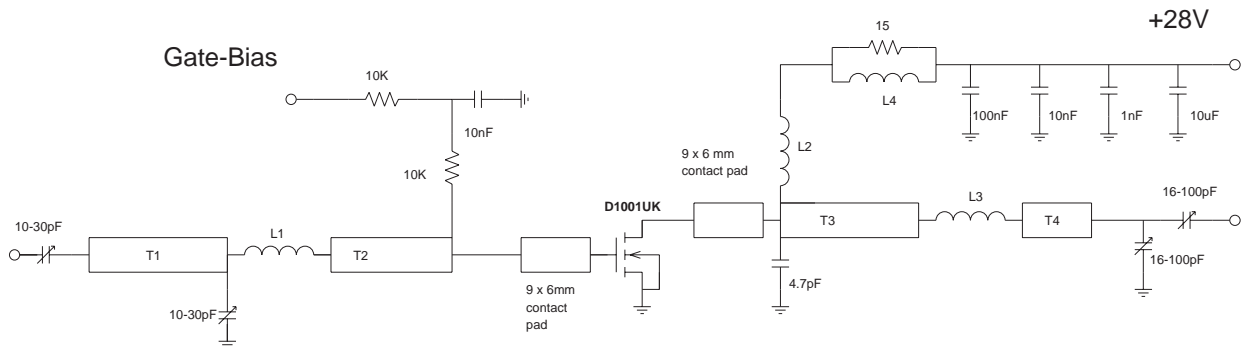 +28V
15
Gate-Bias
10K
L4
100nF
10nF
1nF
10uF
10nF
L2
9 x 6 mm
contact pad
10K
D1001UK
L3
16-100pF
10-30pF
L1
T1
T2
T3
T4
16-100pF
4.7pF
9 x 6mm
contact
pad
10-30pF